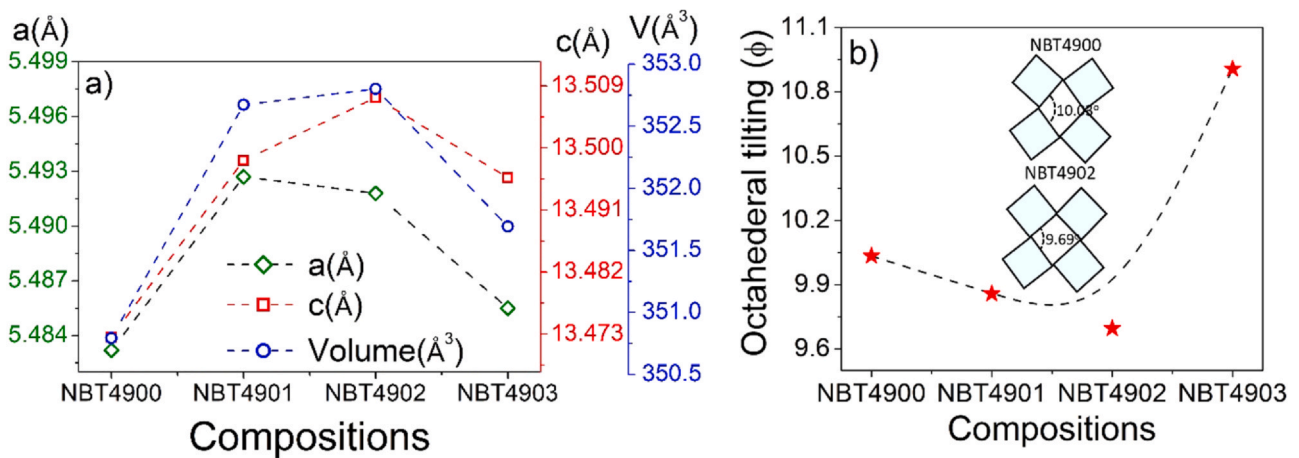 a(Å)
a)
c(Å)
V(Å³)
5.499
5.496
5.493
5.490
5.487
5.484
13.509
13.500
13.491
13.482
13.473
353.0
352.5
352.0
351.5
351.0
350.5
a(Å)
c(Å)
Volume(Å³)
NBT4900 NBT4901 NBT4902 NBT4903
Compositions
b)
Octahederal tilting (ϕ)
11.1
10.8
10.5
10.2
9.9
9.6
NBT4900
10.03°
NBT4902
9.69°
NBT4900 NBT4901 NBT4902 NBT4903
Compositions